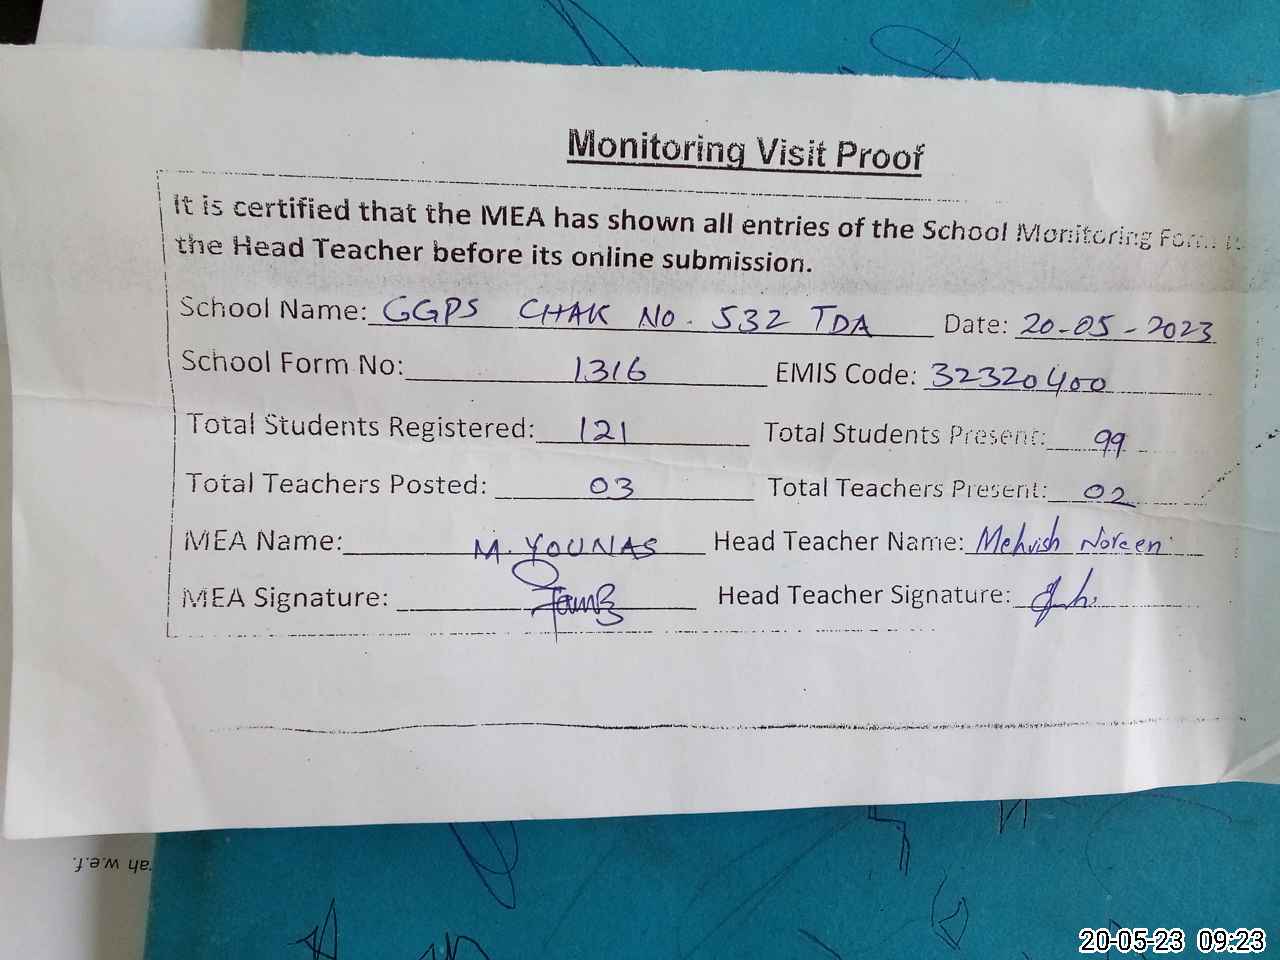 Monitoring Visit Proof
It is certified that the MEA has shown all entries of the School Monitoring Form to
the Head Teacher before its online submission.
School Name: GGPS CHAK NO. 532 TDA Date: 20-05-2023
School Form No: 1316 EMIS Code: 32320400
Total Students Registered: 121 Total Students Present: 99
Total Teachers Posted: 03 Total Teachers Present: 02
MEA Name: M. YOUNAS Head Teacher Name: Mehvish Noreen
MEA Signature: Head Teacher Signature:
rah w.e.f.
20-05-23 09:23